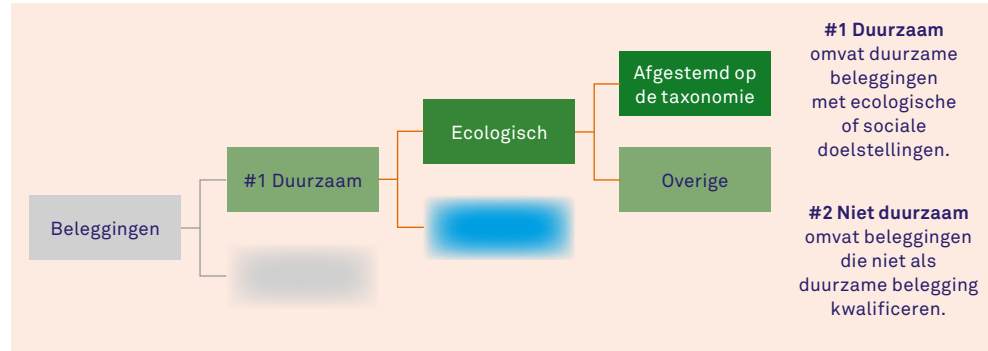 Beleggingen
#1 Duurzaam
Ecologisch
Afgestemd op
de taxonomie
Overige
#1 Duurzaam
omvat duurzame
beleggingen
met ecologische
of sociale
doelstellingen.
#2 Niet duurzaam
omvat beleggingen
die niet als
duurzame belegging
kwalificeren.